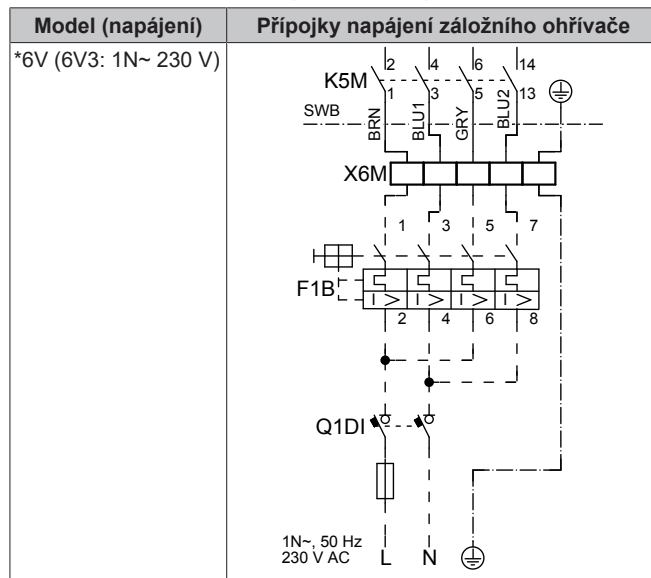 Model (napájení) Přípojky napájení záložního ohřívače
*6V (6V3: 1N~ 230 V)
2 4 6 14
K5M
1 3 5 13
SWB
BRN BLU1 GRY BLU2
X6M
1 3 5 7
F1B
I > I > I > I >
2 4 6 8
Q1DI
1N~, 50 Hz
230 V AC
L N